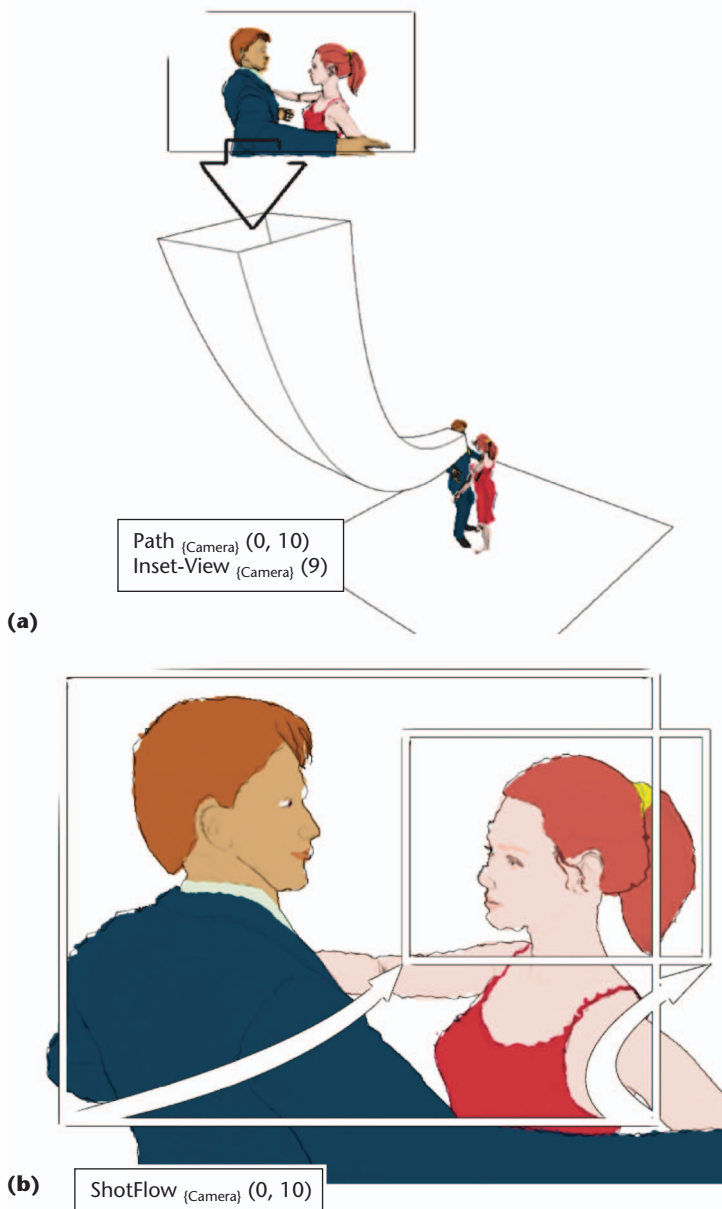 Path {Camera} (0, 10)
Inset-View {Camera} (9)
(a)
(b)
ShotFlow {Camera} (0, 10)